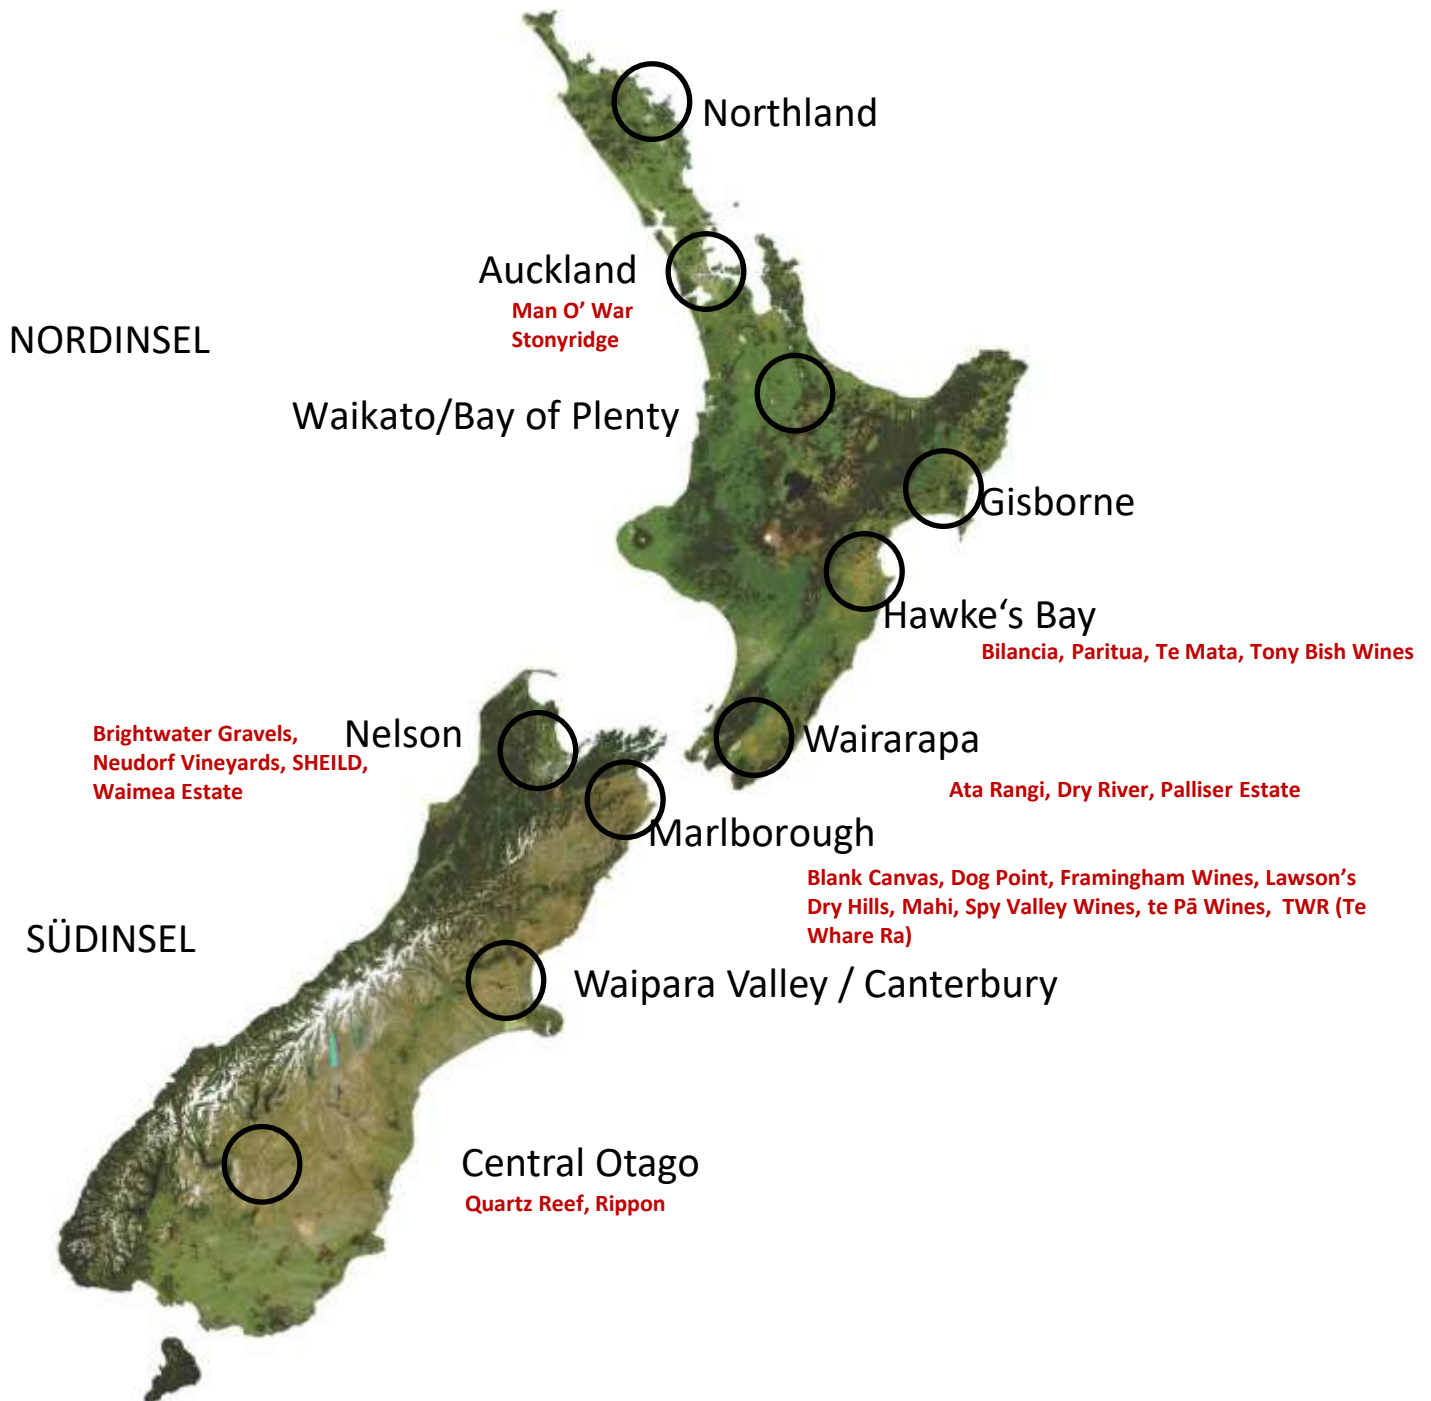 Northland
Auckland
Man O’ War
Stonyridge
NORDINSEL
Waikato/Bay of Plenty
Gisborne
Hawke‘s Bay
Bilancia, Paritua, Te Mata, Tony Bish Wines
Nelson
Brightwater Gravels,
Neudorf Vineyards, SHEILD,
Waimea Estate
Wairarapa
Ata Rangi, Dry River, Palliser Estate
Marlborough
Blank Canvas, Dog Point, Framingham Wines, Lawson’s
Dry Hills, Mahi, Spy Valley Wines, te Pā Wines, TWR (Te
Whare Ra)
SÜDINSEL
Waipara Valley / Canterbury
Central Otago
Quartz Reef, Rippon